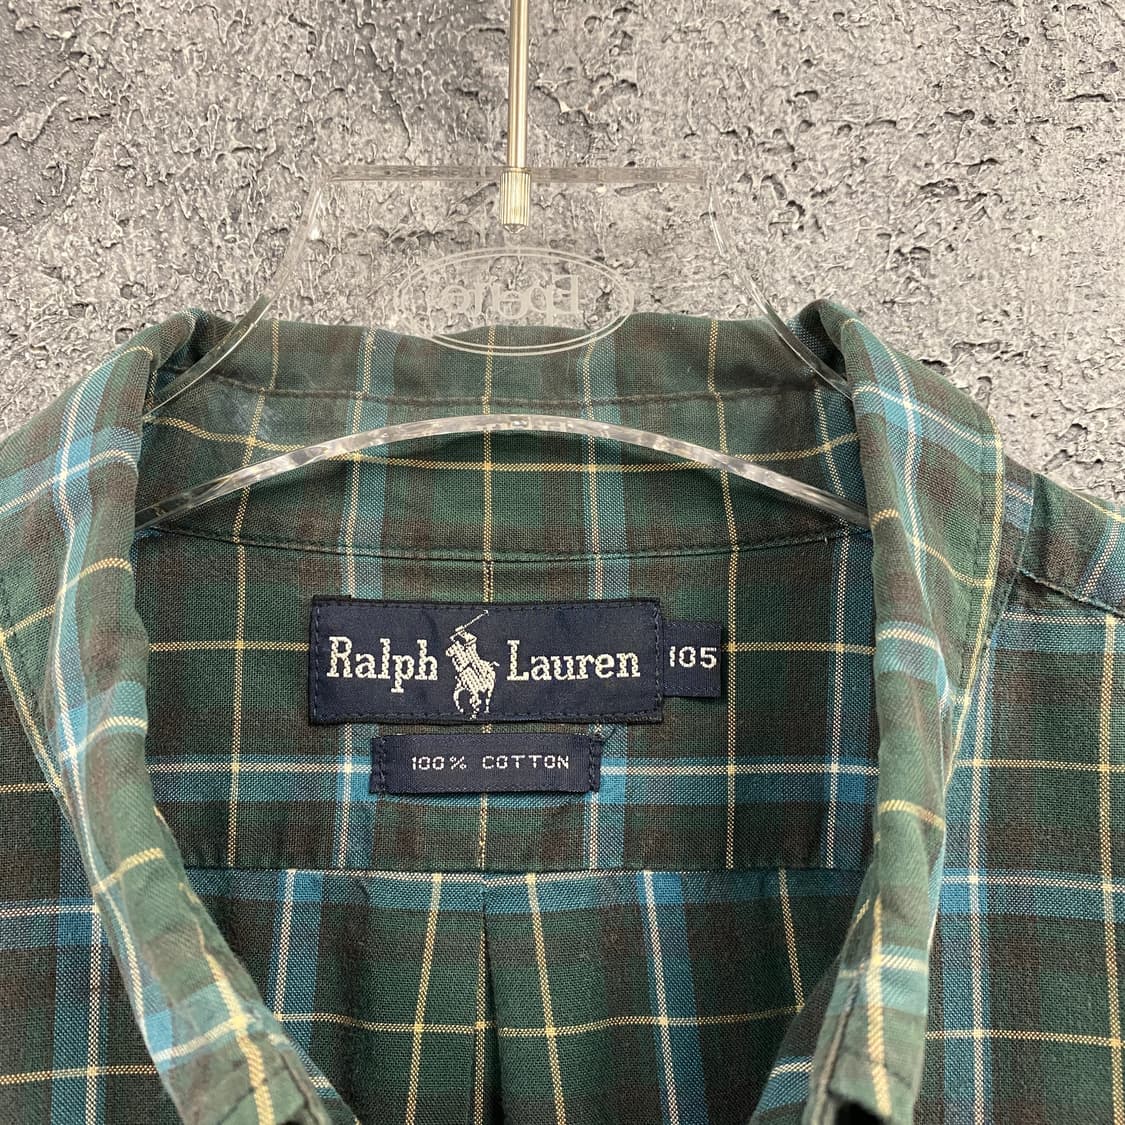 Ralph Lauren 105
100% COTTON